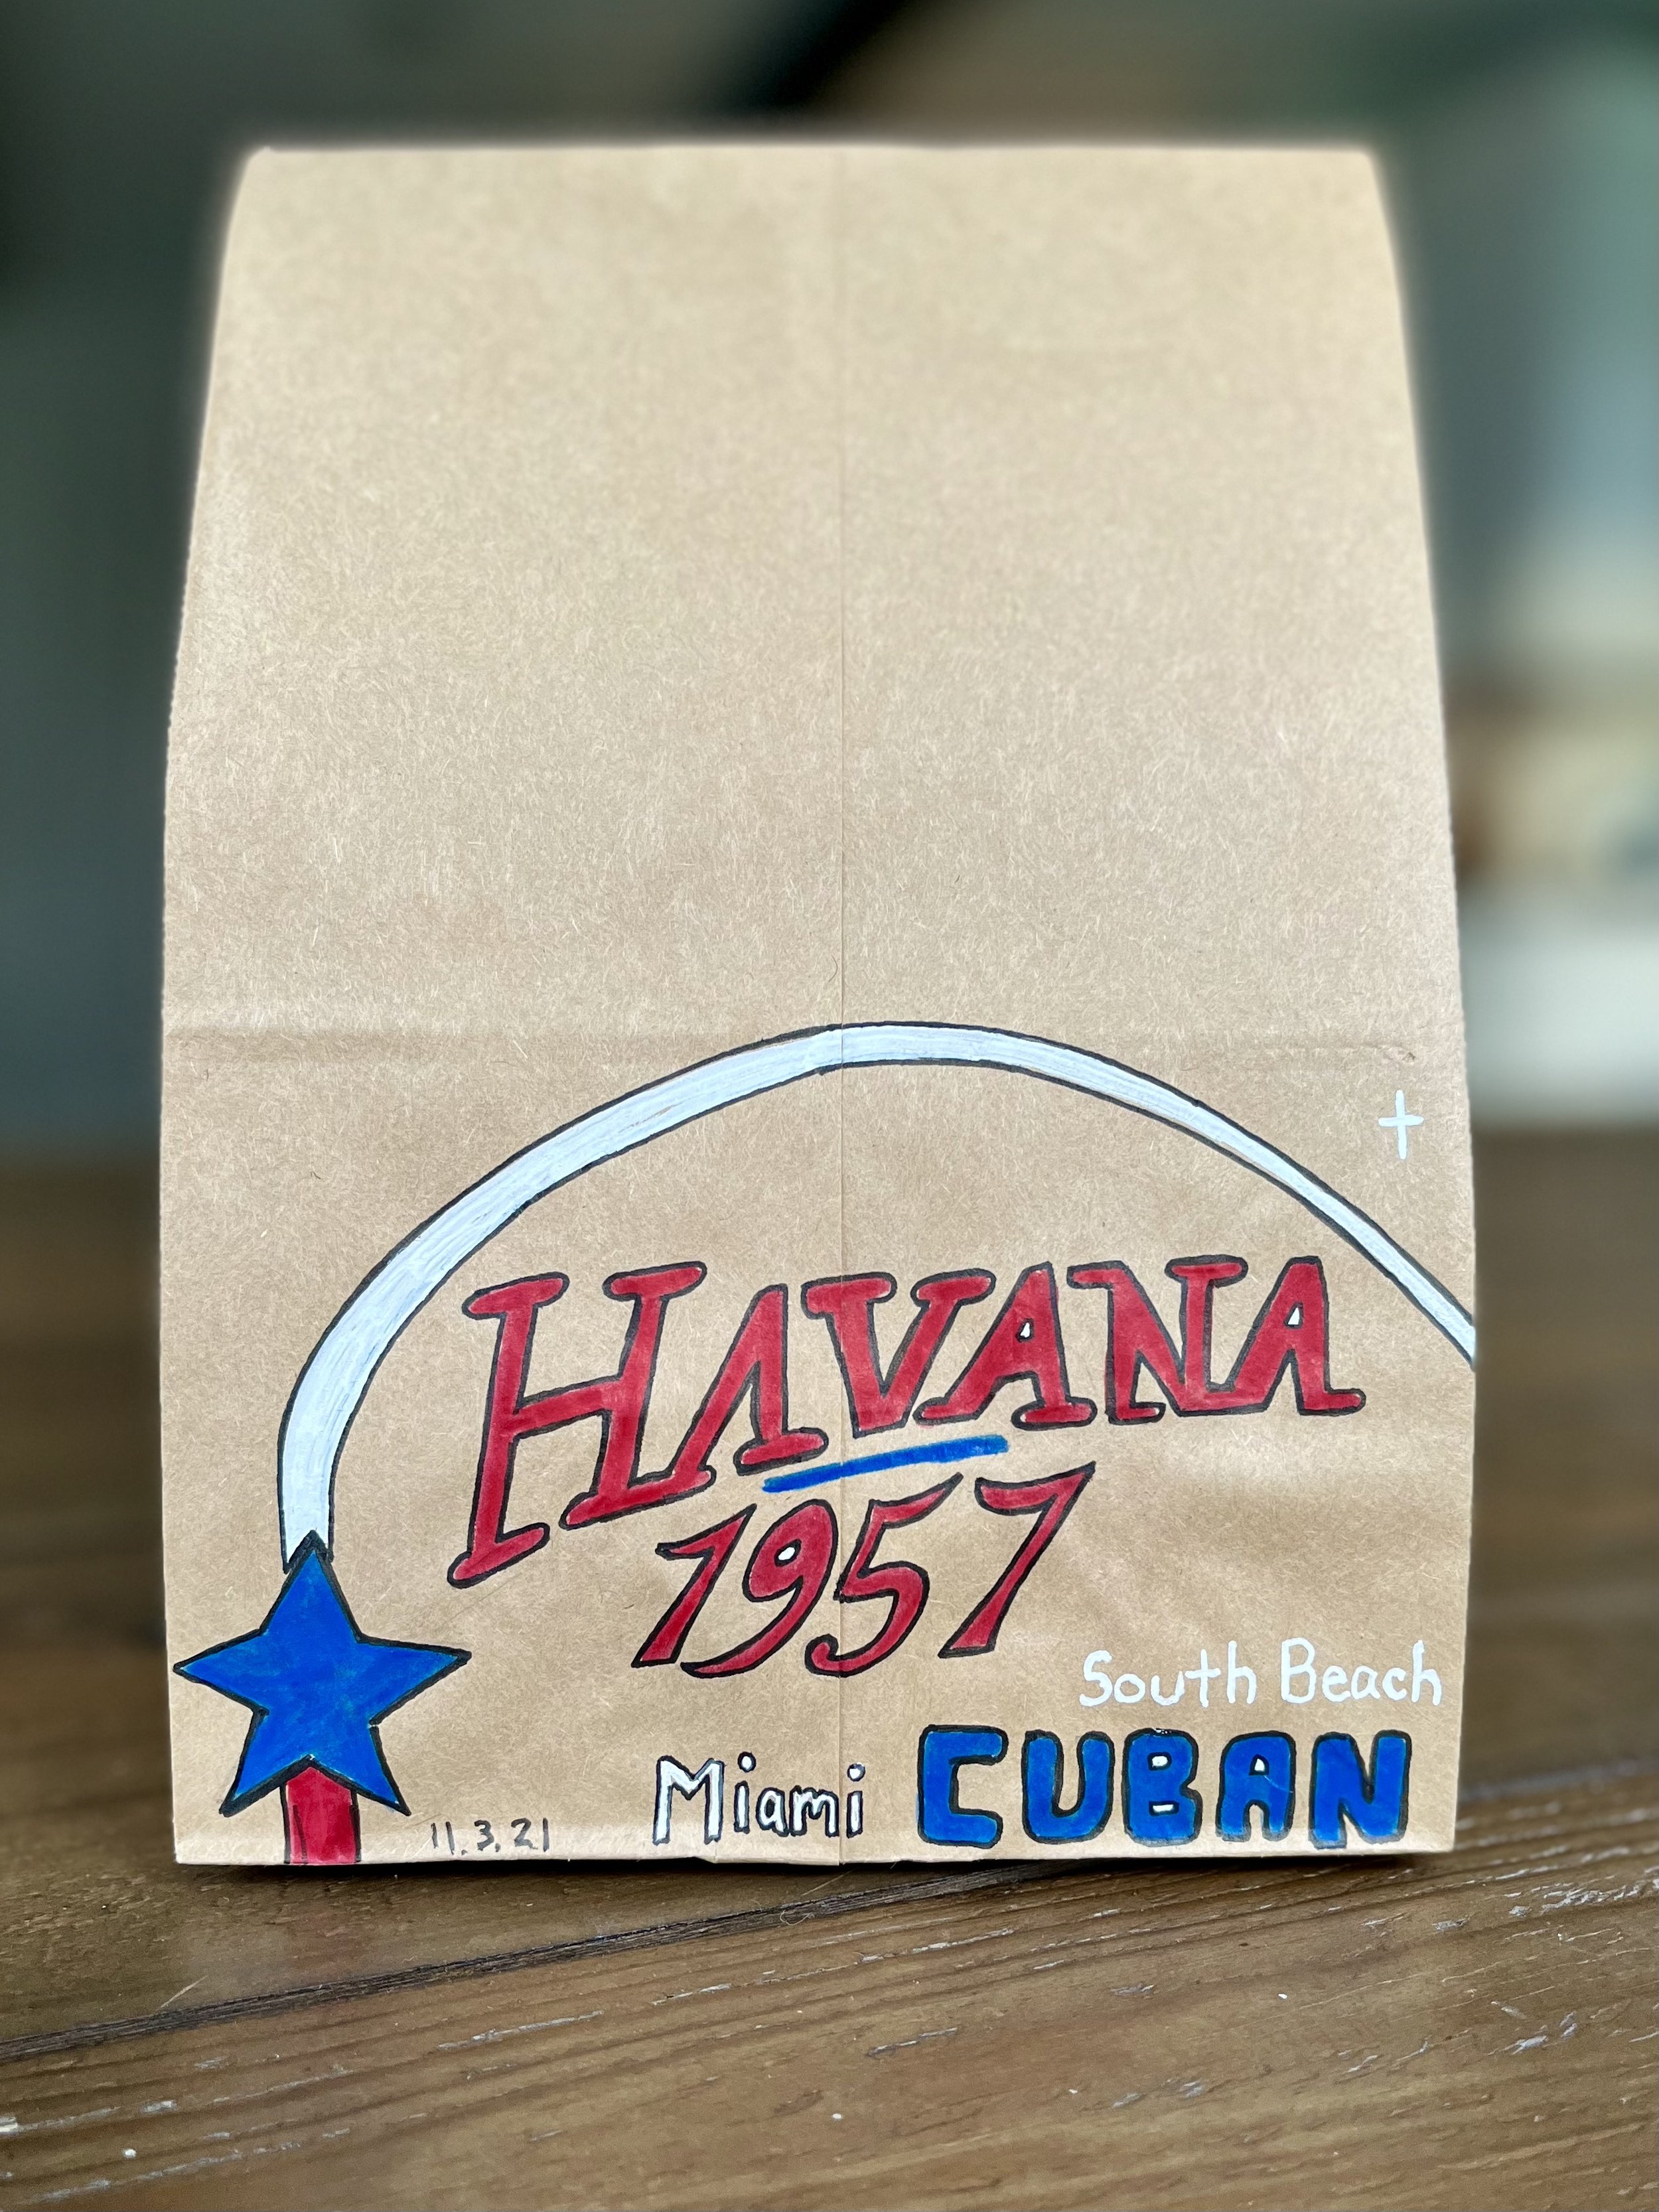 +
HAVANA
1957
South Beach
Miami CUBAN
11.3.21